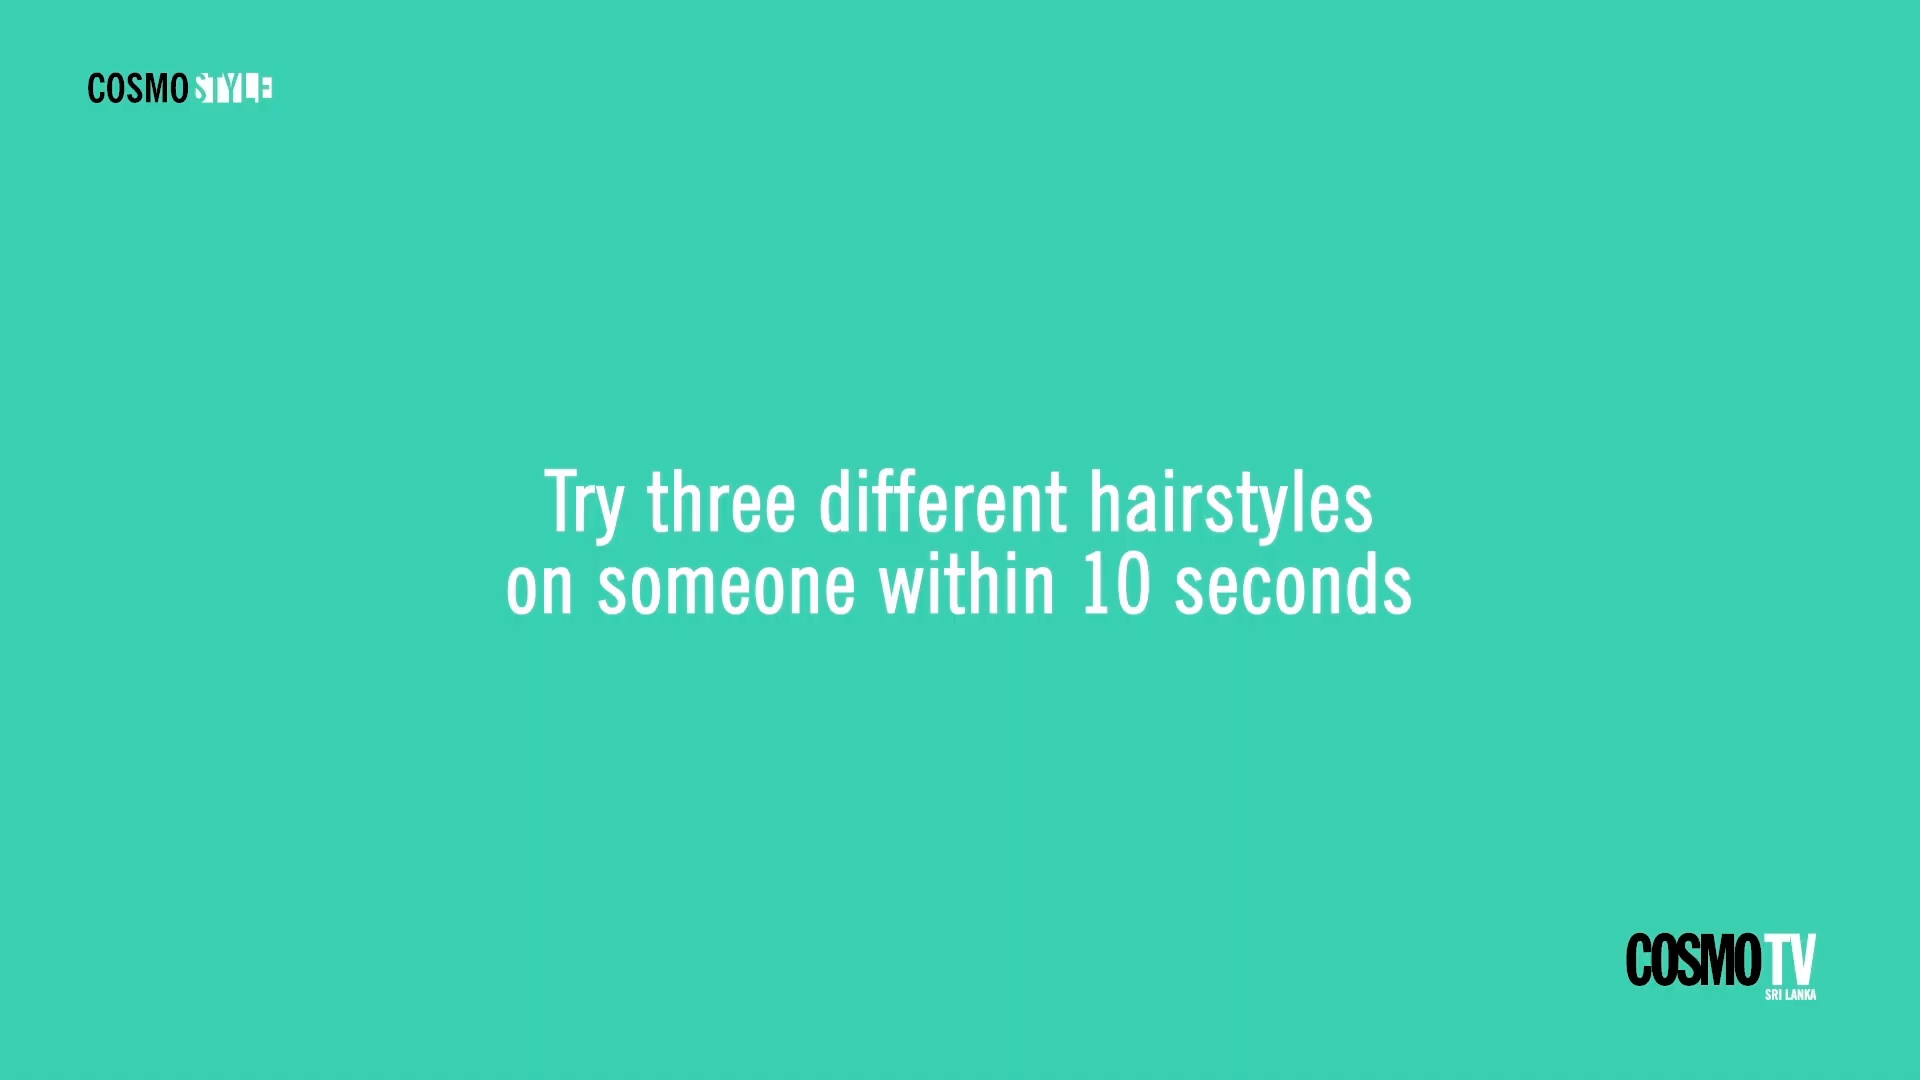 COSMO STYLE
Try three different hairstyles
on someone within 10 seconds
COSMO TV
SRI LANKA